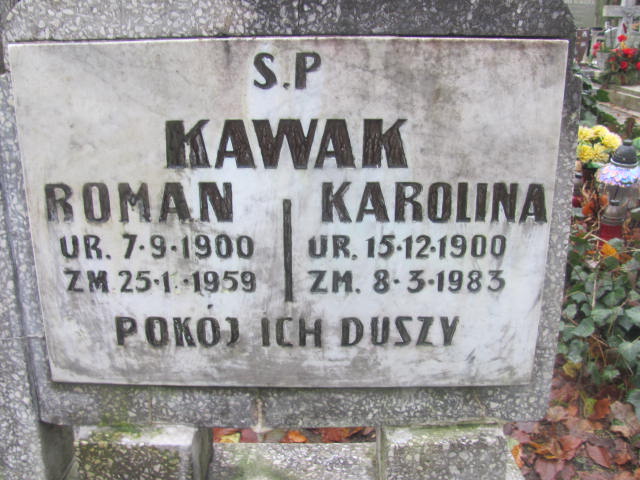 S.P
KAWAK
ROMAN
UR. 7·9·1900
ZM. 25·1·1959
KAROLINA
UR. 15·12·1900
ZM. 8·3·1983
POKÓJ ICH DUSZY